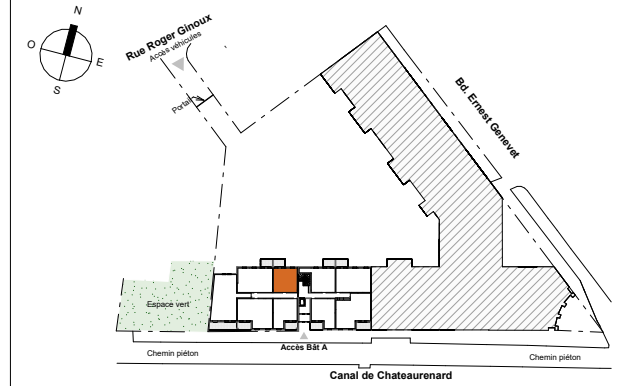 N
O
E
S
Rue Roger Ginoux
Accès véhicules
Portail
Bd. Ernest Genevet
Espace vert
Accès Bât A
Chemin piéton
Chemin piéton
Canal de Chateaurenard